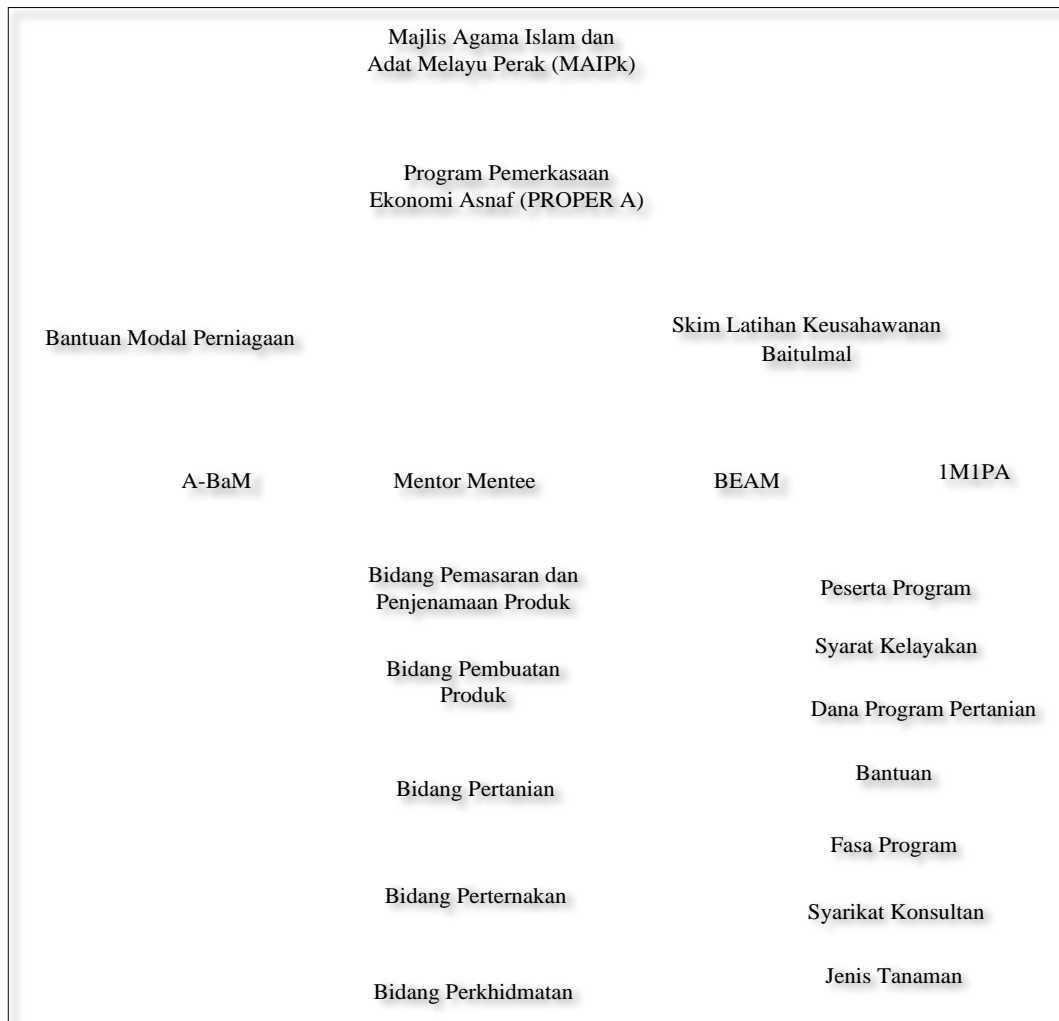 Majlis Agama Islam dan
Adat Melayu Perak (MAIPk)
Program Pemerkasaan
Ekonomi Asnaf (PROPER A)
Bantuan Modal Perniagaan
Skim Latihan Keusahawanan
Baitulmal
A-BaM
Mentor Mentee
BEAM
1M1PA
Bidang Pemasaran dan
Penjenamaan Produk
Bidang Pembuatan
Produk
Bidang Pertanian
Bidang Perternakan
Bidang Perkhidmatan
Peserta Program
Syarat Kelayakan
Dana Program Pertanian
Bantuan
Fasa Program
Syarikat Konsultan
Jenis Tanaman